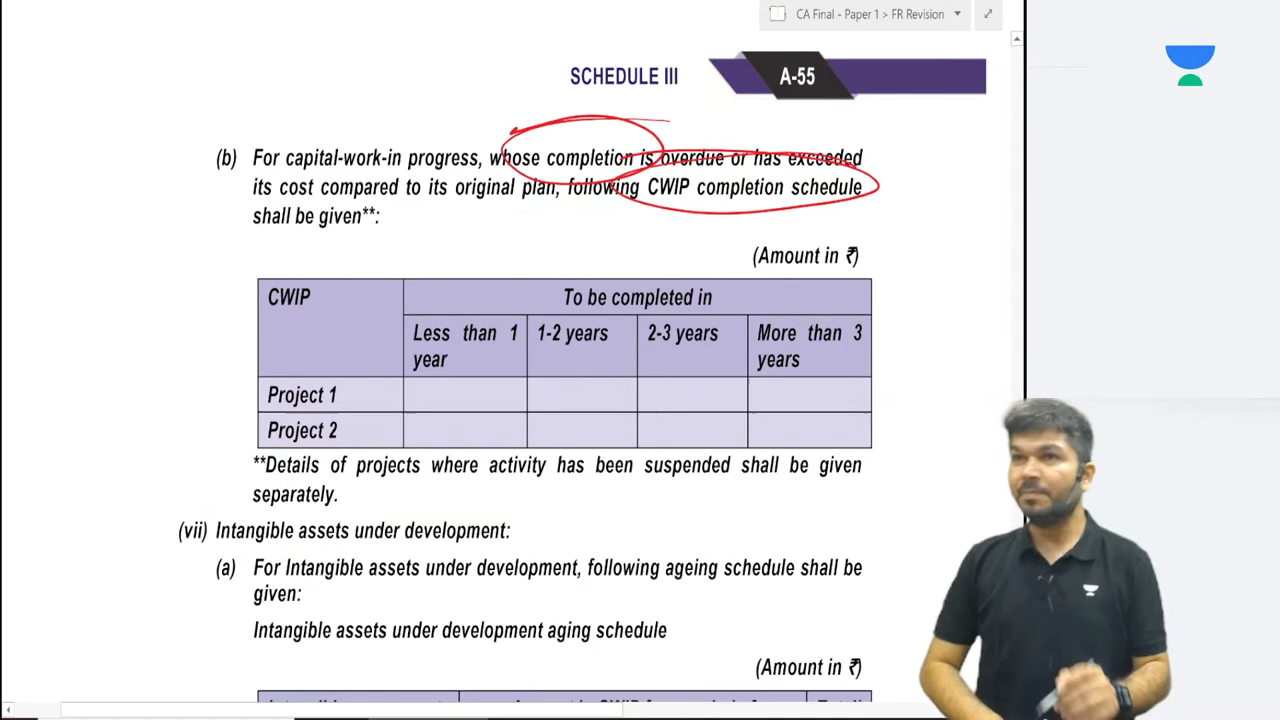 CA Final - Paper 1 > FR Revision
SCHEDULE III
A-55
(b) For capital-work-in progress, whose completion is overdue or has exceeded
its cost compared to its original plan, following CWIP completion schedule
shall be given**:
(Amount in ₹)
CWIP
To be completed in
Less than 1
year
1-2 years
2-3 years
More than 3
years
Project 1
Project 2
**Details of projects where activity has been suspended shall be given
separately.
(vii) Intangible assets under development:
(a) For Intangible assets under development, following ageing schedule shall be
given:
Intangible assets under development aging schedule
(Amount in ₹)